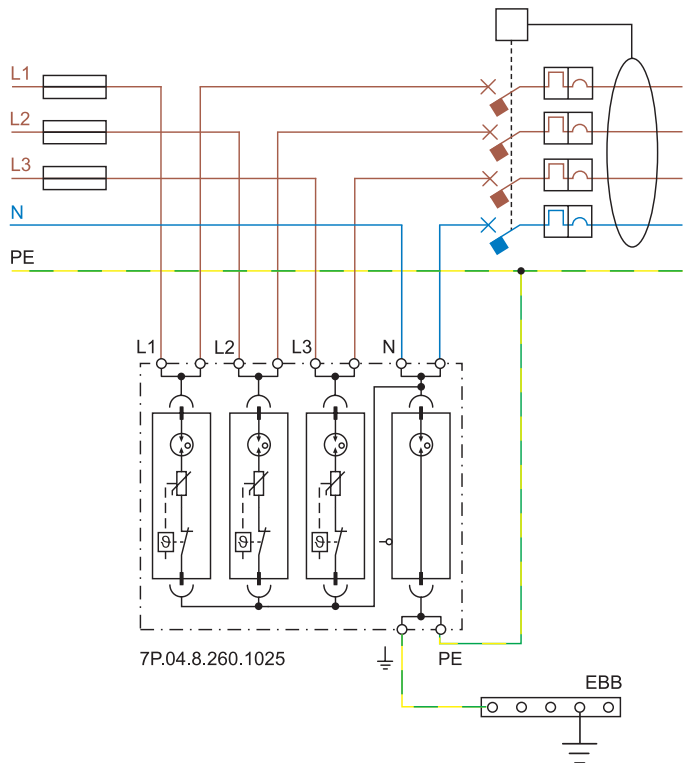 L1
L2
L3
N
PE
L1 L2 L3 N
ϑ ϑ ϑ
7P.04.8.260.1025 PE
EBB